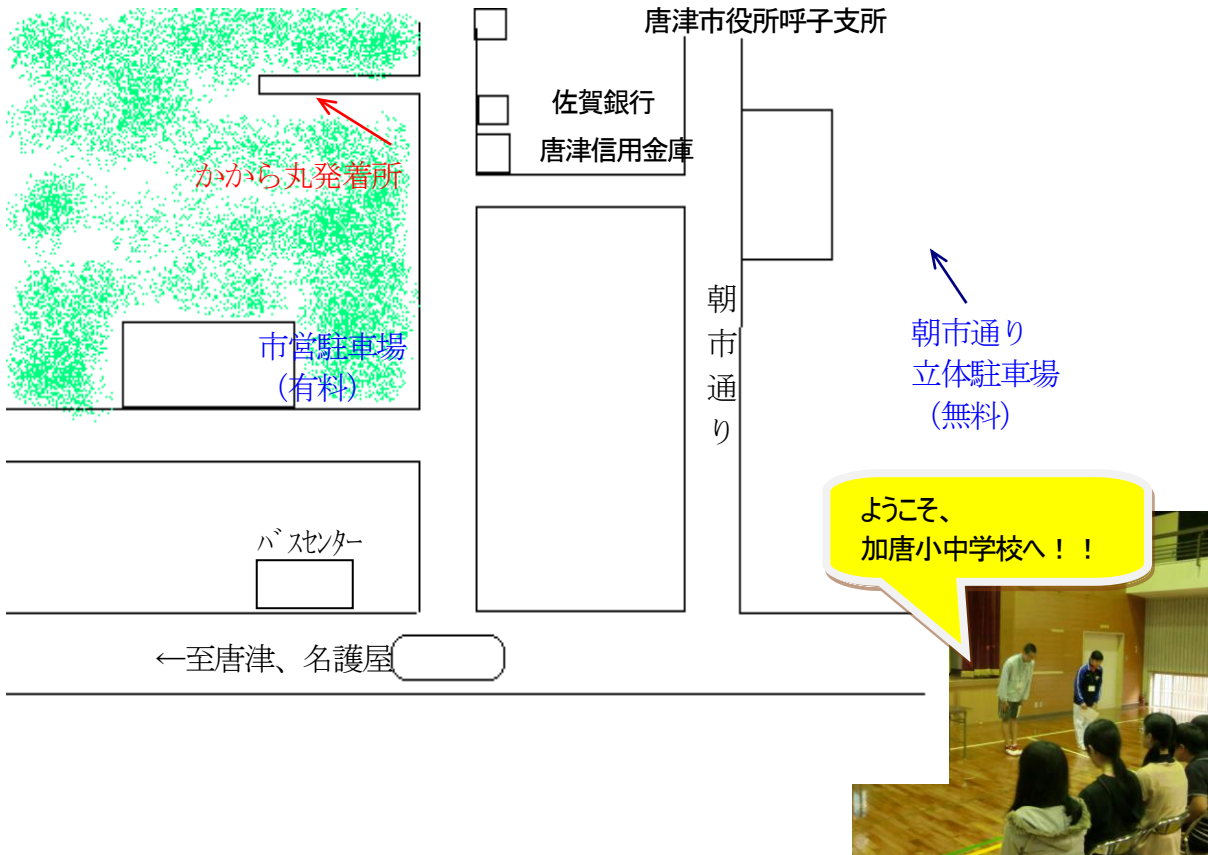 唐津市役所呼子支所
佐賀銀行
唐津信用金庫
かから丸発着所
朝市通り
朝市通り
立体駐車場
(無料)
市営駐車場
(有料)
ようこそ、
加唐小中学校へ！！
バスセンター
←至唐津、名護屋